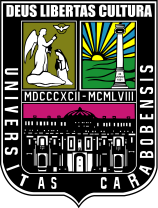 DEUS LIBERTAS CULTURA
MDCCCXCII - MCMLVIII
UNIVERSITAS CARABOBENSIS